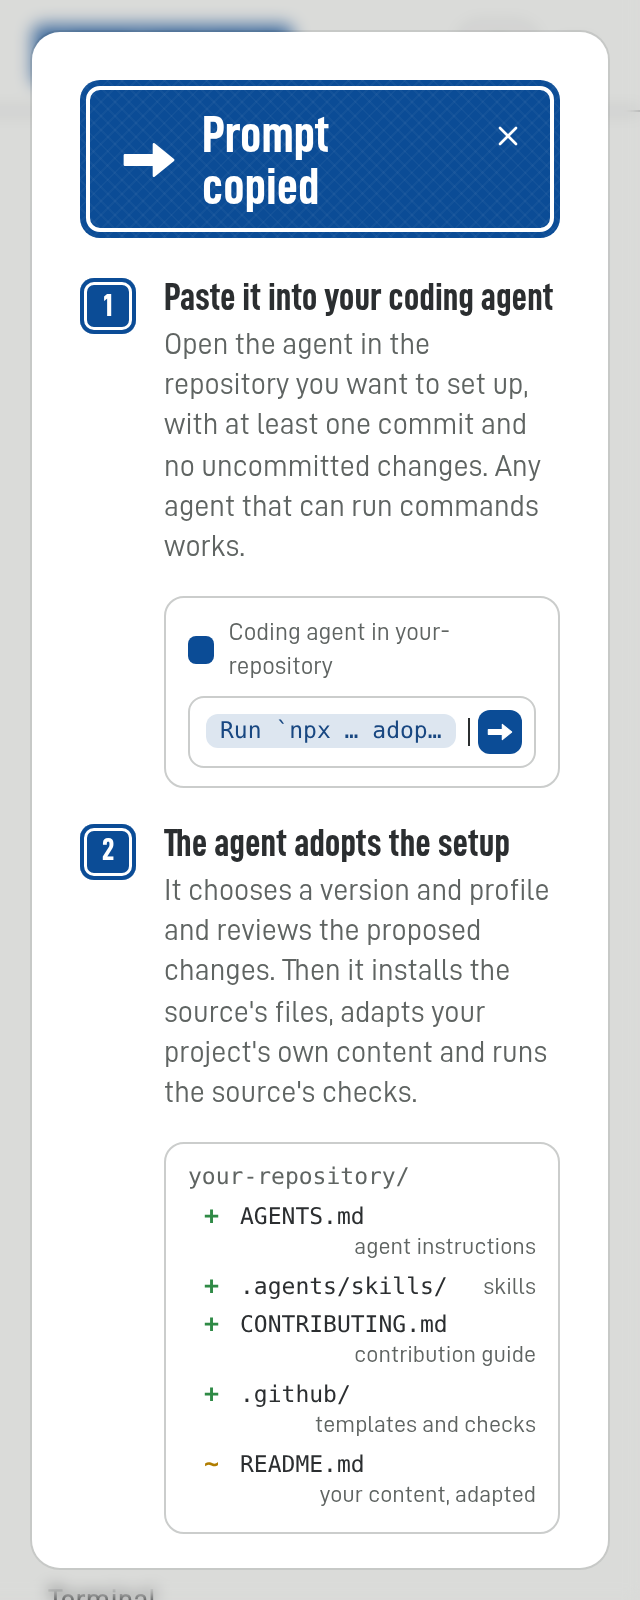 Prompt
copied
1
Paste it into your coding agent
Open the agent in the
repository you want to set up,
with at least one commit and
no uncommitted changes. Any
agent that can run commands
works.
Coding agent in your-
repository
Run `npx … adop…
2
The agent adopts the setup
It chooses a version and profile
and reviews the proposed
changes. Then it installs the
source's files, adapts your
project's own content and runs
the source's checks.
your-repository/
+ AGENTS.md
agent instructions
+ .agents/skills/ skills
+ CONTRIBUTING.md
contribution guide
+ .github/
templates and checks
~ README.md
your content, adapted
Terminal